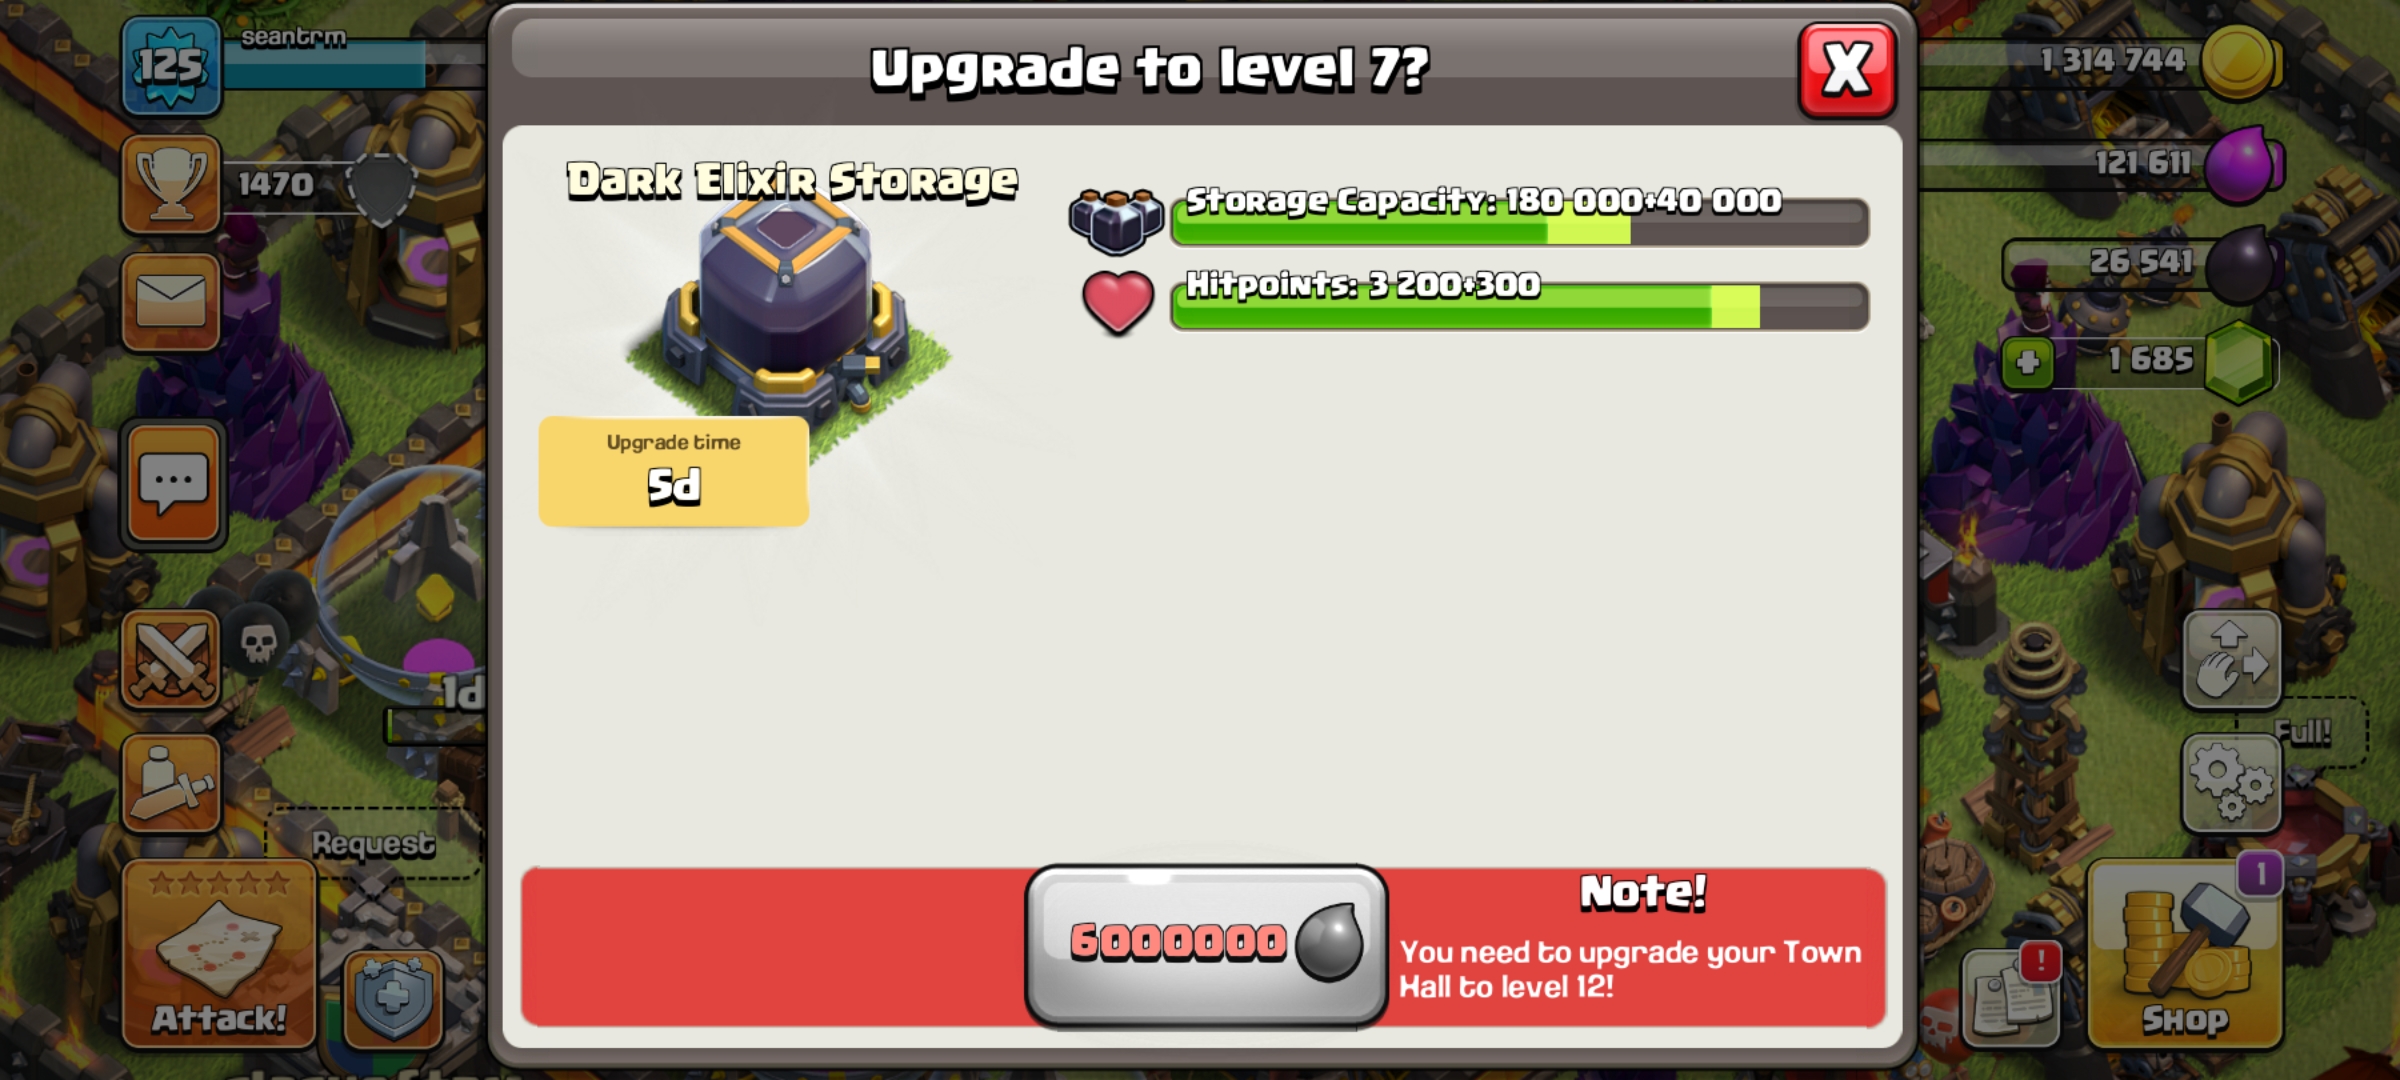 125
seantrm
Upgrade to level 7?
X
1 314 744
1470
Dark Elixir Storage
Storage Capacity: 180 000+40 000
121 611
Hitpoints: 3 200+300
26 541
+
1 685
Upgrade time
5d
1d
Full!
Request
6000000
Note!
You need to upgrade your Town
Hall to level 12!
Attack!
1
!
Shop